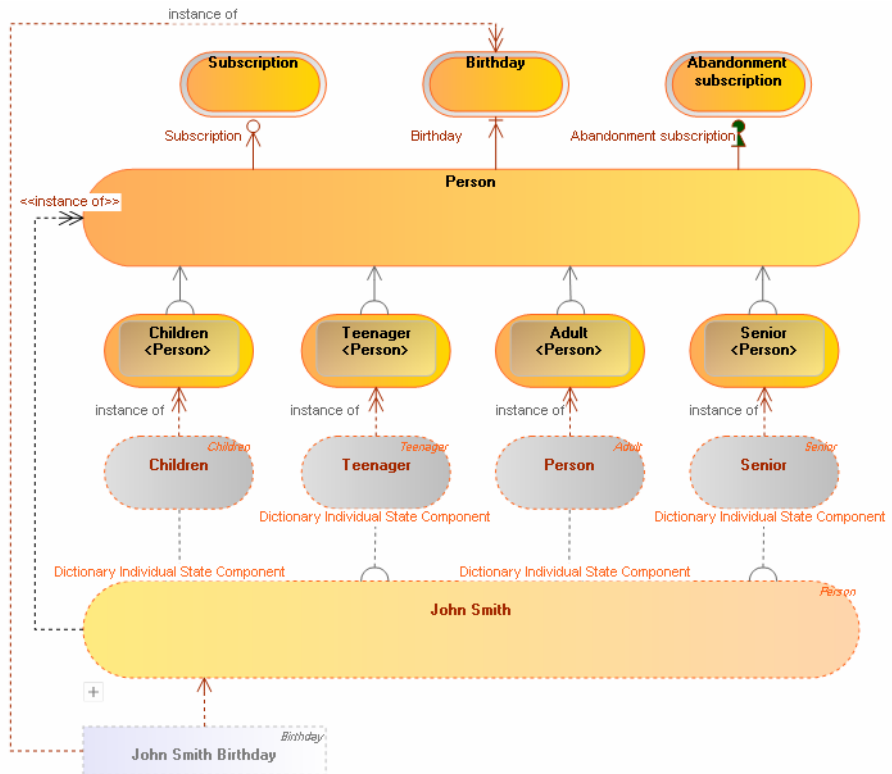 instance of
Subscription
Birthday
Abandonment
subscription
Subscription
Birthday
Abandonment subscription
Person
<<instance of>>
Children
<Person>
Teenager
<Person>
Adult
<Person>
Senior
<Person>
instance of
instance of
instance of
instance of
Children
Children
Teenager
Teenager
Adult
Person
Senior
Senior
Dictionary Individual State Component
Dictionary Individual State Component
Dictionary Individual State Component
Dictionary Individual State Component
Person
John Smith
Birthday
John Smith Birthday